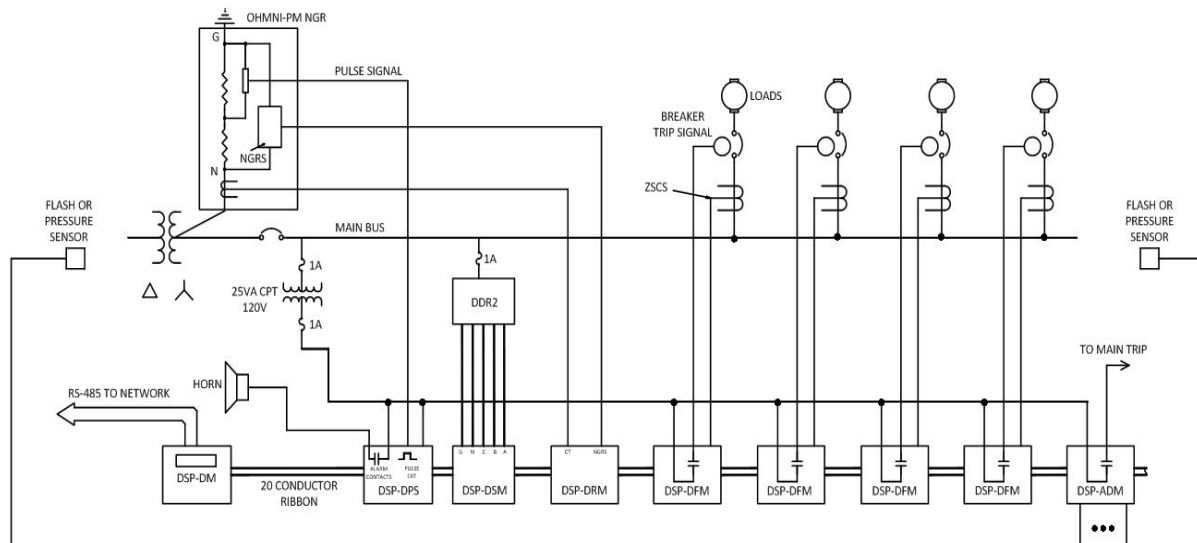 OHMNI-PM NGR
G
PULSE SIGNAL
LOADS
BREAKER
TRIP SIGNAL
NGRS
N
ZSCS
FLASH OR
PRESSURE
SENSOR
FLASH OR
PRESSURE
SENSOR
MAIN BUS
1A
1A
25VA CPT
120V
DDR2
1A
TO MAIN TRIP
HORN
RS-485 TO NETWORK
G N C B A
CT NGRS
ALARM
CONTACTS
PULSE
CKT
DSP-DM
DSP-DPS
DSP-DSM
DSP-DRM
DSP-DFM
DSP-DFM
DSP-DFM
DSP-DFM
DSP-ADM
20 CONDUCTOR
RIBBON